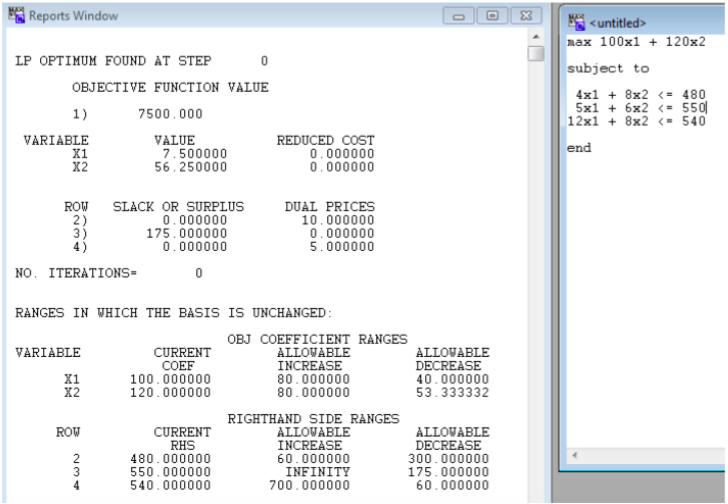 Reports Window
LP OPTIMUM FOUND AT STEP 0
OBJECTIVE FUNCTION VALUE
1) 7500.000
VARIABLE VALUE REDUCED COST
X1 7.500000 0.000000
X2 56.250000 0.000000
ROW SLACK OR SURPLUS DUAL PRICES
2) 0.000000 10.000000
3) 175.000000 0.000000
4) 0.000000 5.000000
NO. ITERATIONS= 0
RANGES IN WHICH THE BASIS IS UNCHANGED:
OBJ COEFFICIENT RANGES
VARIABLE CURRENT ALLOWABLE ALLOWABLE
COEF INCREASE DECREASE
X1 100.000000 80.000000 40.000000
X2 120.000000 80.000000 53.333332
RIGHTHAND SIDE RANGES
ROW CURRENT ALLOWABLE ALLOWABLE
RHS INCREASE DECREASE
2 480.000000 60.000000 300.000000
3 550.000000 INFINITY 175.000000
4 540.000000 700.000000 60.000000
<untitled>
max 100x1 + 120x2
subject to
4x1 + 8x2 <= 480
5x1 + 6x2 <= 550
12x1 + 8x2 <= 540
end